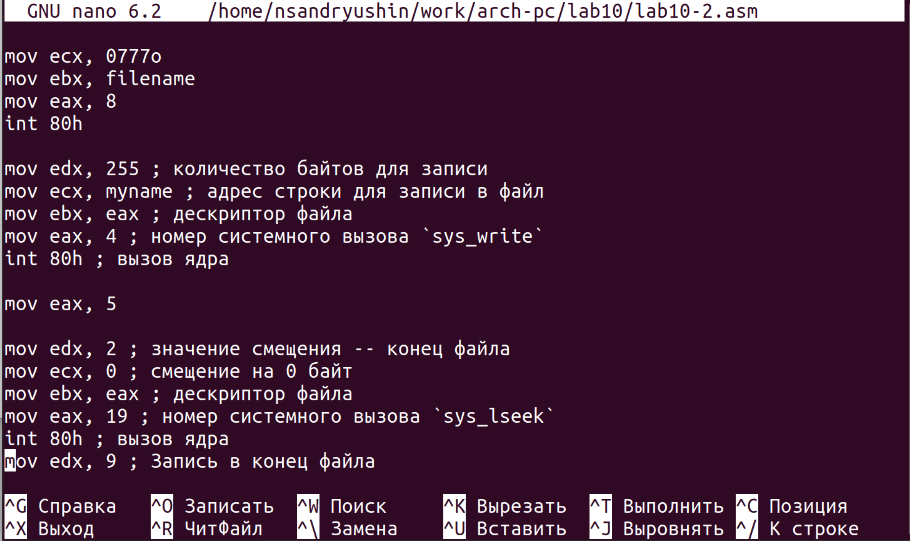 GNU nano 6.2 /home/nsandryushin/work/arch-pc/lab10/lab10-2.asm
mov ecx, 0777o
mov ebx, filename
mov eax, 8
int 80h
mov edx, 255 ; количество байтов для записи
mov ecx, myname ; адрес строки для записи в файл
mov ebx, eax ; дескриптор файла
mov eax, 4 ; номер системного вызова `sys_write`
int 80h ; вызов ядра
mov eax, 5
mov edx, 2 ; значение смещения -- конец файла
mov ecx, 0 ; смещение на 0 байт
mov ebx, eax ; дескриптор файла
mov eax, 19 ; номер системного вызова `sys_lseek`
int 80h ; вызов ядра
mov edx, 9 ; Запись в конец файла
^G Справка ^O Записать ^W Поиск ^K Вырезать ^T Выполнить ^C Позиция
^X Выход ^R ЧитФайл ^\ Замена ^U Вставить ^J Выровнять ^/ К строке